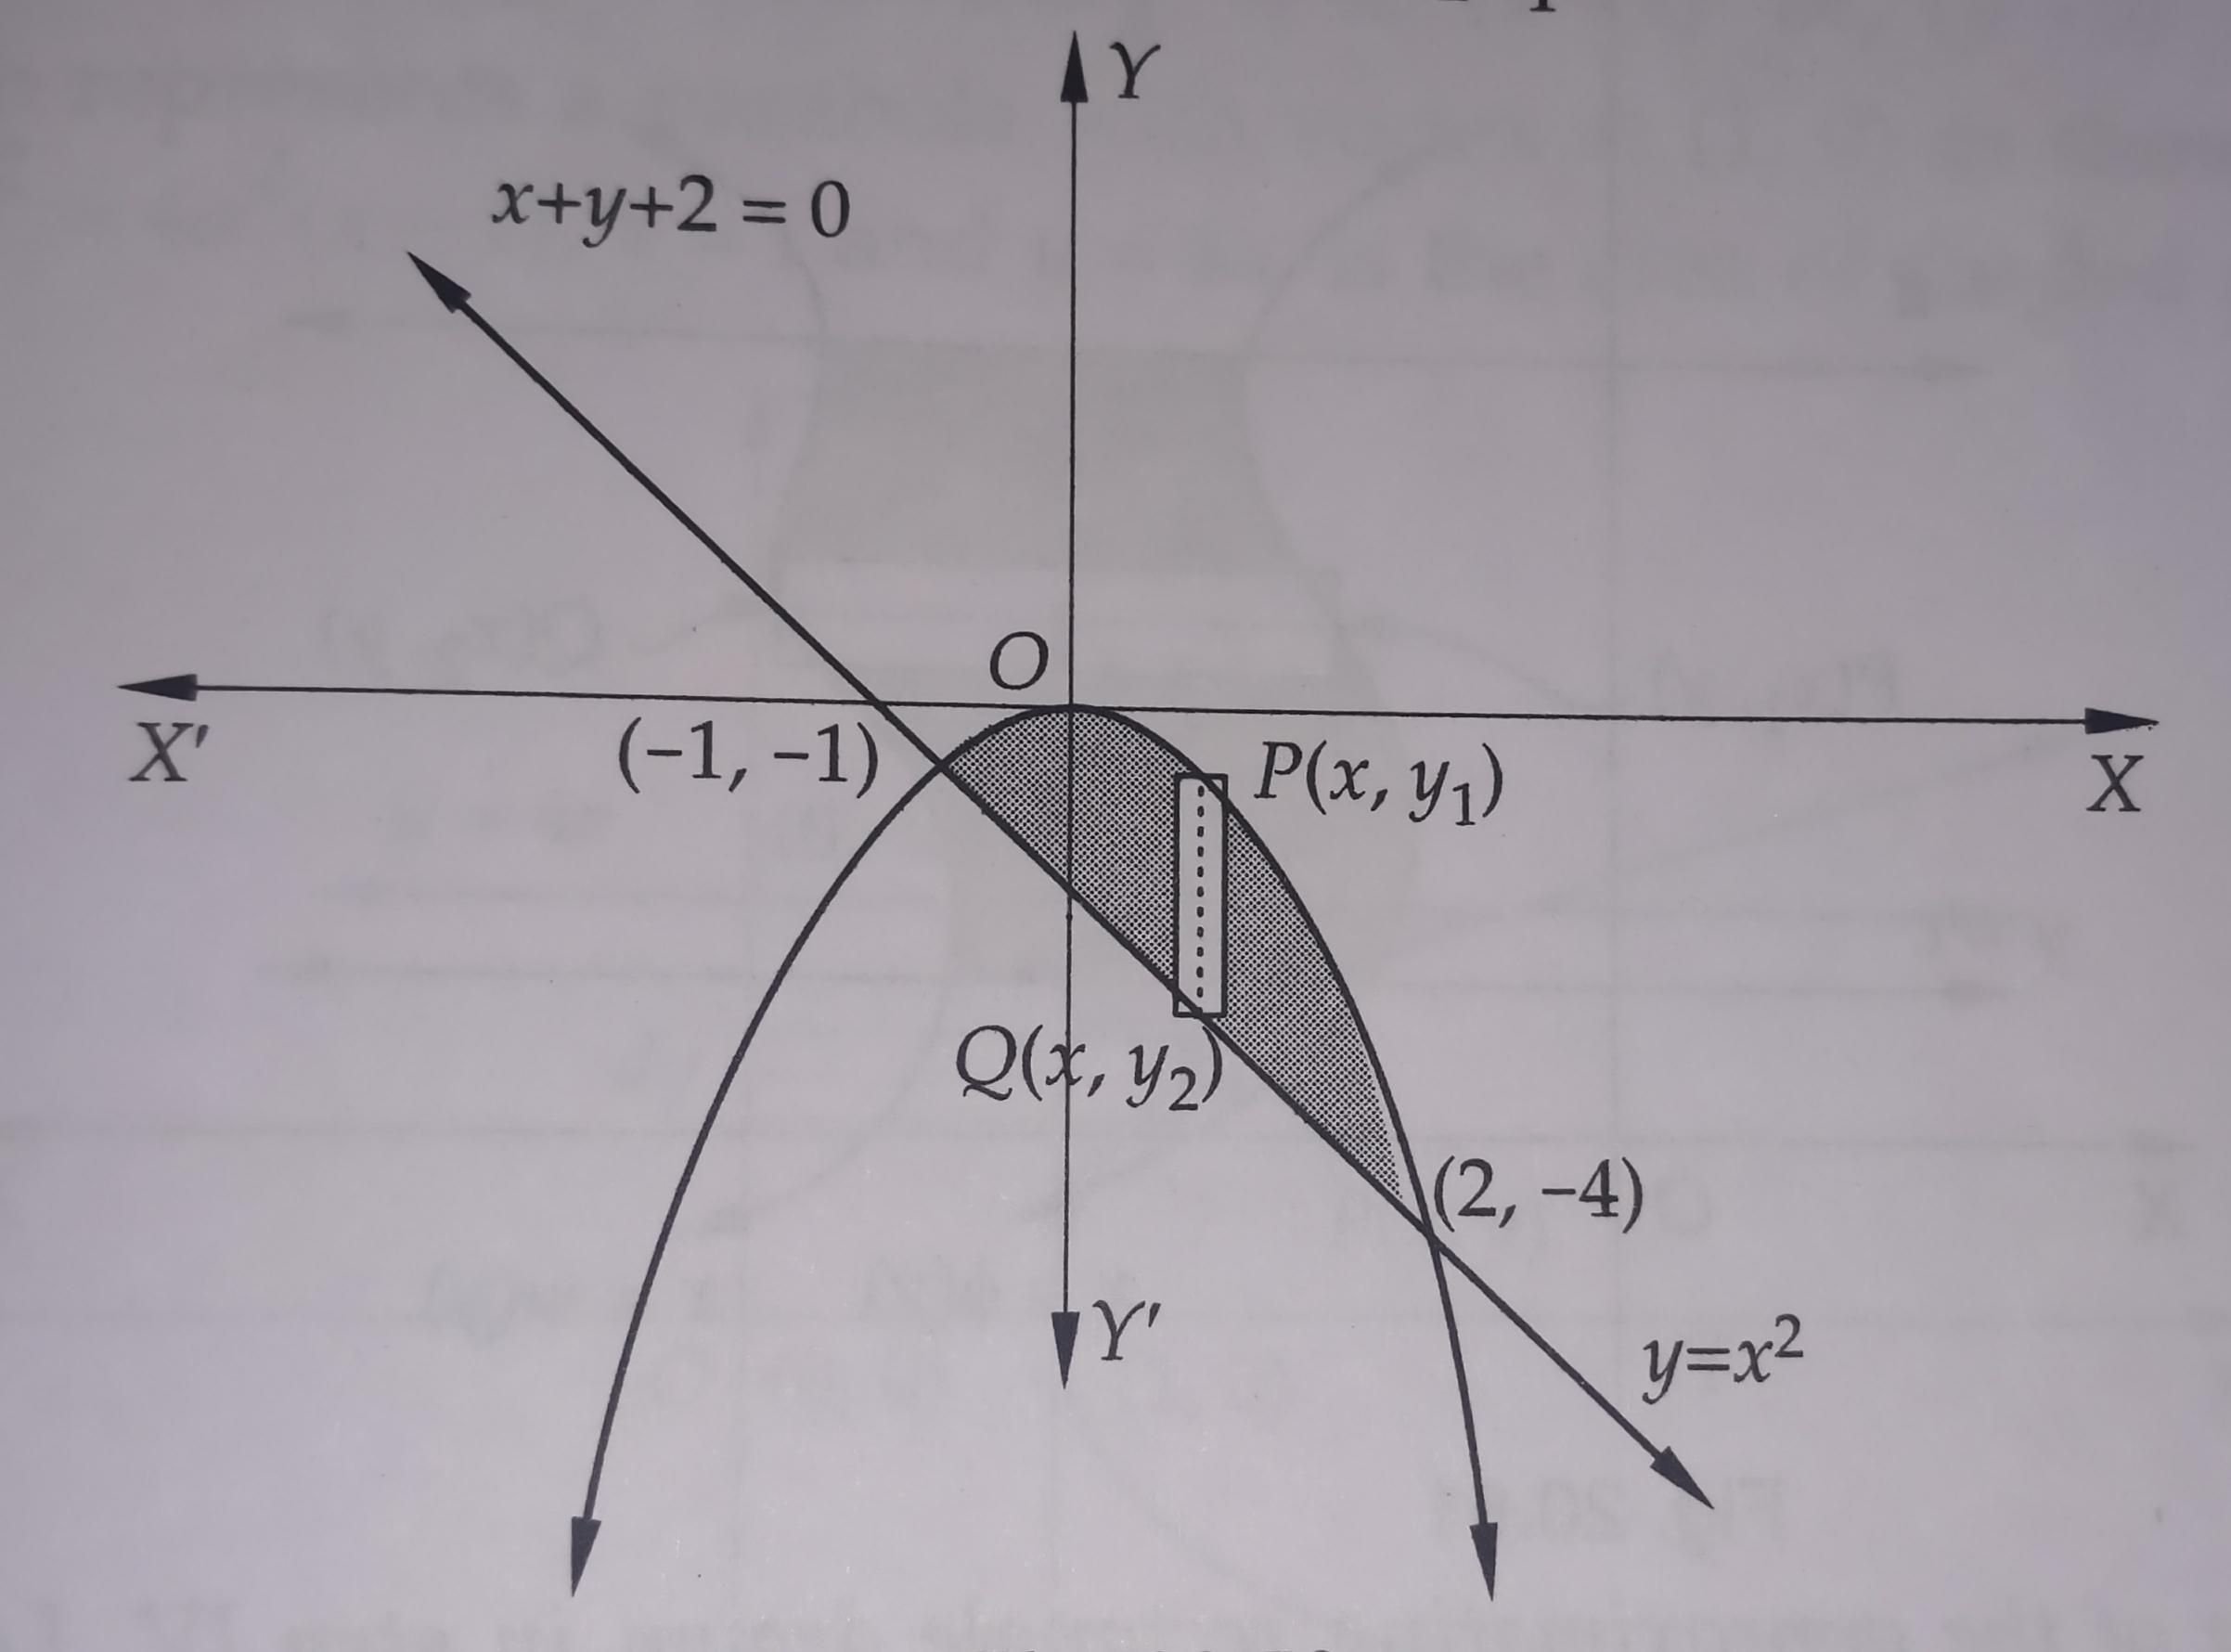 Y
x+y+2 = 0
O
X'
(−1, −1)
P(x, y₁)
X
Q(x, y₂)
(2, −4)
Y'
y=x²